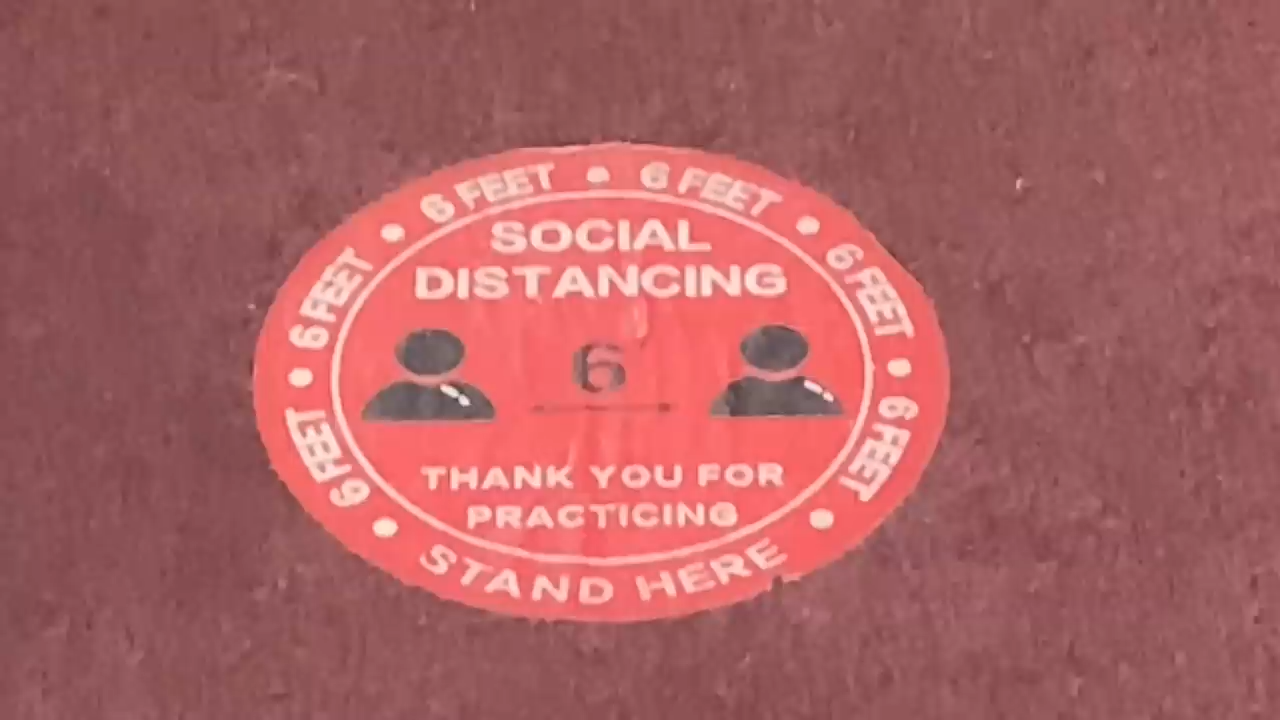 6 FEET • 6 FEET • 6 FEET • 6 FEET • 6 FEET • 6 FEET •
SOCIAL
DISTANCING
6
THANK YOU FOR
PRACTICING
STAND HERE